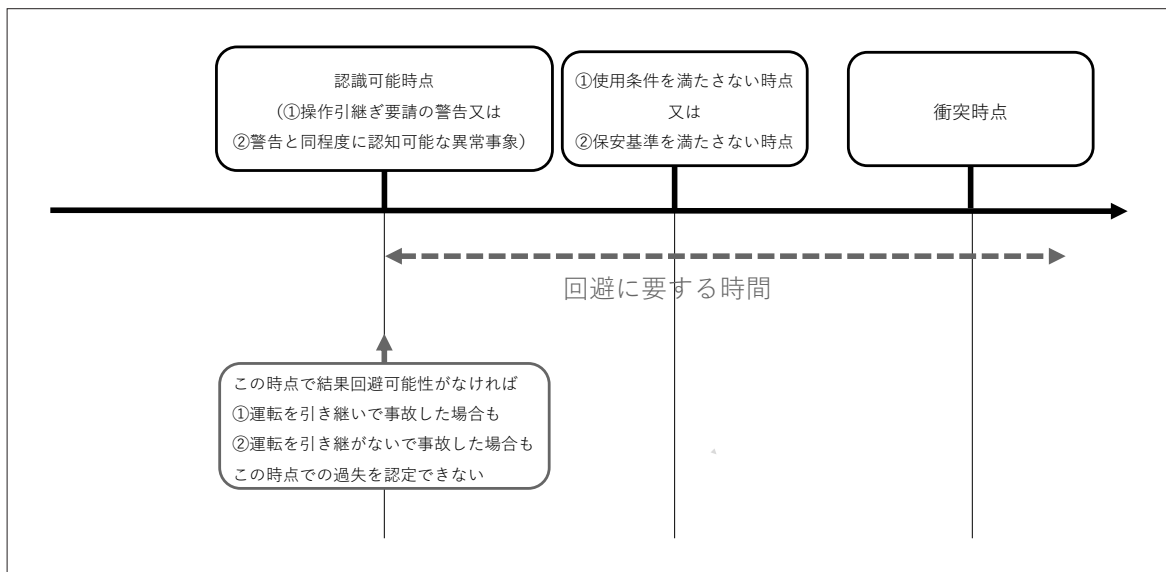 認識可能時点
(①操作引継ぎ要請の警告又は
②警告と同程度に認知可能な異常事象)
①使用条件を満たさない時点
又は
②保安基準を満たさない時点
衝突時点
回避に要する時間
この時点で結果回避可能性がなければ
①運転を引き継いで事故した場合も
②運転を引き継がないで事故した場合も
この時点での過失を認定できない